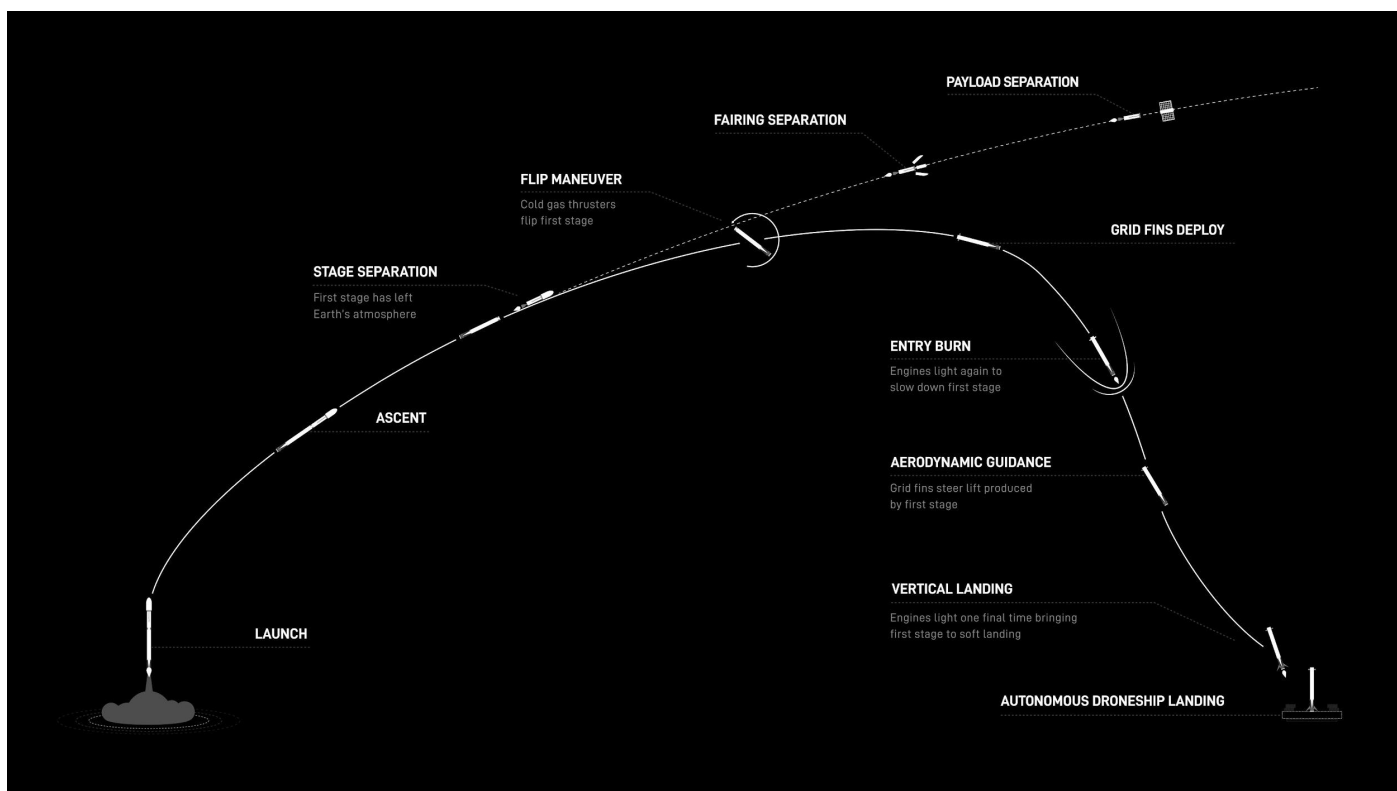 PAYLOAD SEPARATION
FAIRING SEPARATION
FLIP MANEUVER
Cold gas thrusters
flip first stage
GRID FINS DEPLOY
STAGE SEPARATION
First stage has left
Earth's atmosphere
ENTRY BURN
Engines light again to
slow down first stage
ASCENT
AERODYNAMIC GUIDANCE
Grid fins steer lift produced
by first stage
VERTICAL LANDING
Engines light one final time bringing
first stage to soft landing
LAUNCH
AUTONOMOUS DRONESHIP LANDING